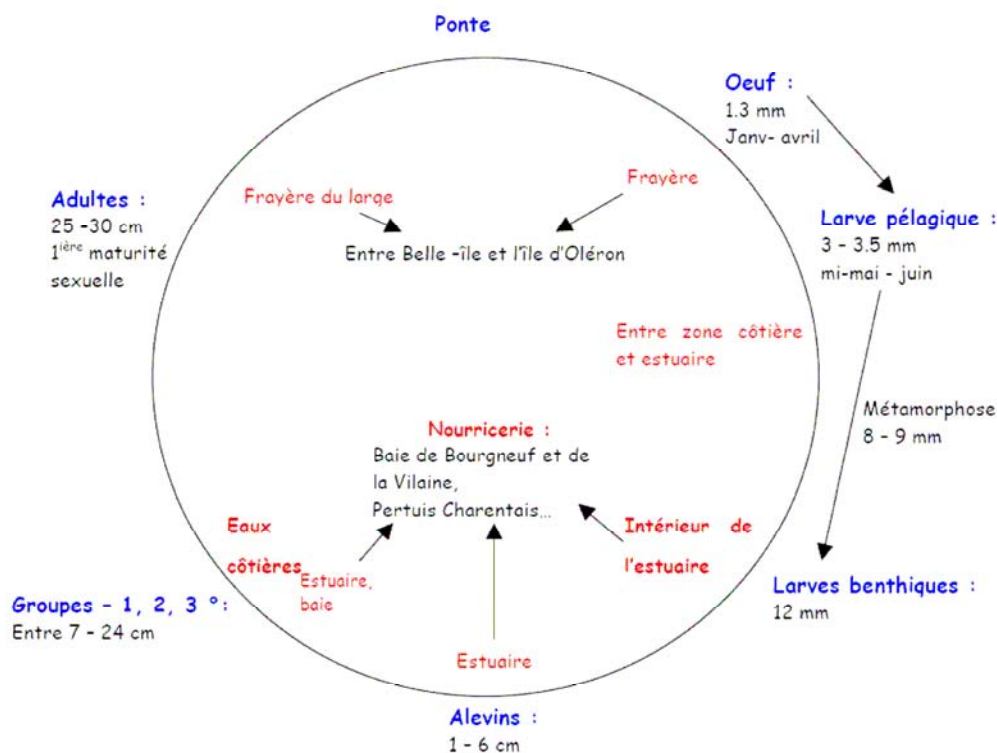 Ponte
Oeuf :
1.3 mm
Janv- avril
Frayère du large
Frayère
Adultes :
25 -30 cm
1ière maturité
sexuelle
Larve pélagique :
3 - 3.5 mm
mi-mai - juin
Entre Belle -île et l'île d'Oléron
Entre zone côtière
et estuaire
Métamorphose
8 - 9 mm
Nourricerie :
Baie de Bourgneuf et de
la Vilaine,
Pertuis Charentais...
Eaux
côtières
Estuaire,
baie
Intérieur de
l'estuaire
Larves benthiques :
12 mm
Groupes - 1, 2, 3 ° :
Entre 7 - 24 cm
Estuaire
Alevins :
1 - 6 cm